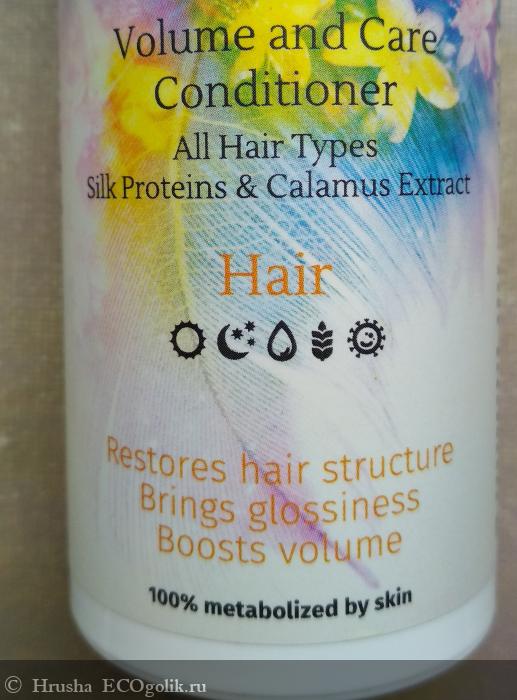 Volume and Care
Conditioner
All Hair Types
Silk Proteins & Calamus Extract
Hair
Restores hair structure
Brings glossiness
Boosts volume
100% metabolized by skin
© Hrusha ECOgolik.ru